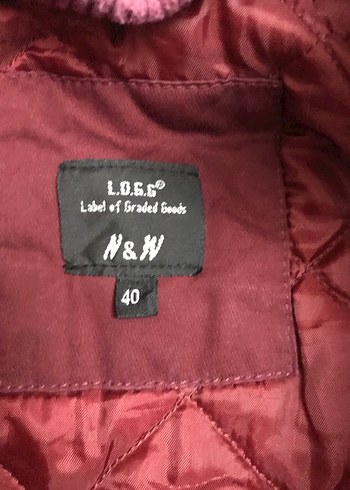 L.O.G.G®
Label of Graded Goods
H&M
40